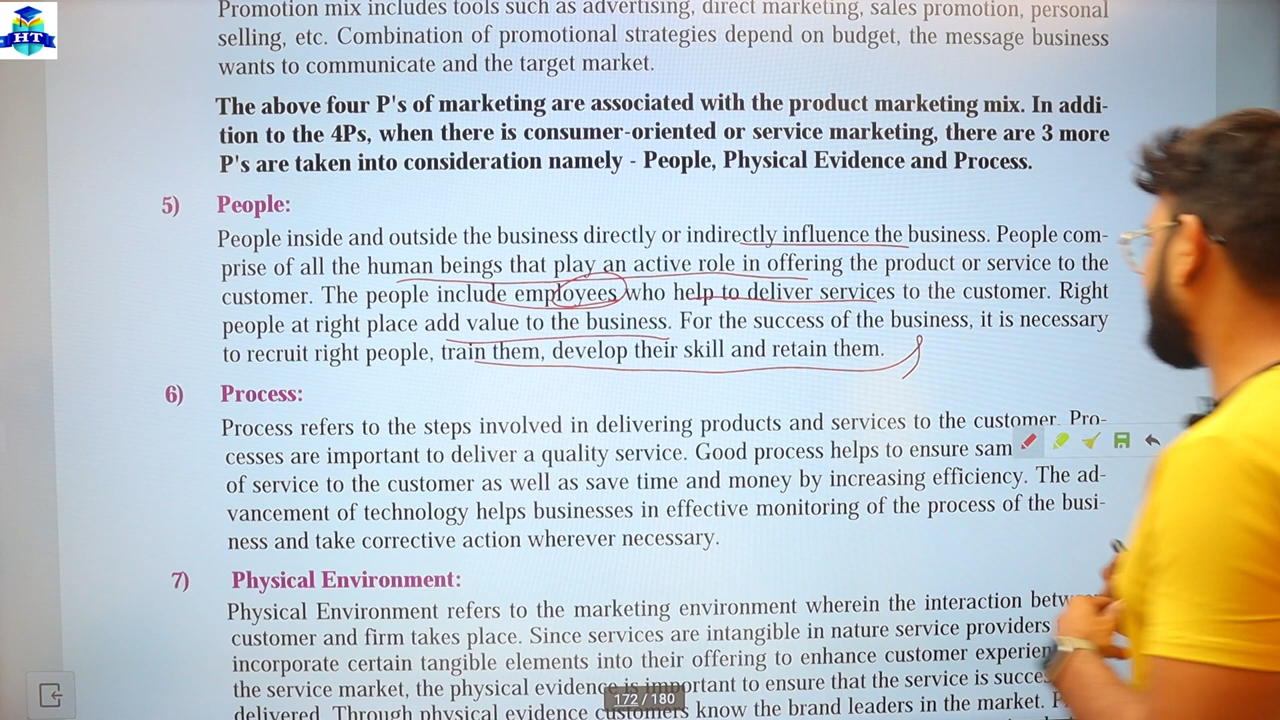 HT
Promotion mix includes tools such as advertising, direct marketing, sales promotion, personal
selling, etc. Combination of promotional strategies depend on budget, the message business
wants to communicate and the target market.
The above four P's of marketing are associated with the product marketing mix. In addi-
tion to the 4Ps, when there is consumer-oriented or service marketing, there are 3 more
P's are taken into consideration namely - People, Physical Evidence and Process.
5) People:
People inside and outside the business directly or indirectly influence the business. People com-
prise of all the human beings that play an active role in offering the product or service to the
customer. The people include employees who help to deliver services to the customer. Right
people at right place add value to the business. For the success of the business, it is necessary
to recruit right people, train them, develop their skill and retain them.
6) Process:
Process refers to the steps involved in delivering products and services to the customer. Pro-
cesses are important to deliver a quality service. Good process helps to ensure sam
of service to the customer as well as save time and money by increasing efficiency. The ad-
vancement of technology helps businesses in effective monitoring of the process of the busi-
ness and take corrective action wherever necessary.
7) Physical Environment:
Physical Environment refers to the marketing environment wherein the interaction
customer and firm takes place. Since services are intangible in nature service providers
incorporate certain tangible elements into their offering to enhance customer
the service market, the physical evidence is important to ensure that the service is
delivered. Through physical evidence customers know the brand leaders in the market.
172 / 180